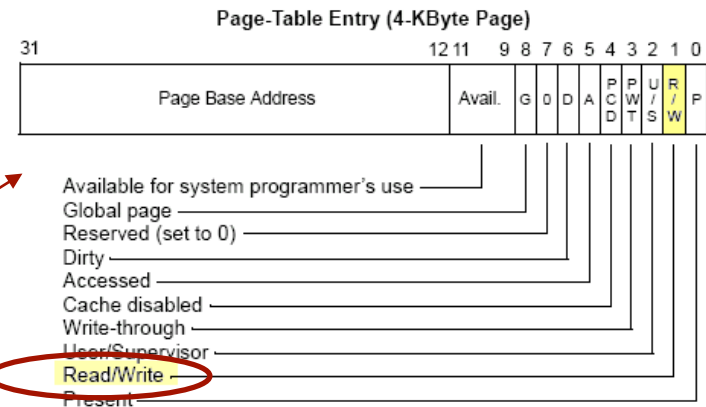 Page-Table Entry (4-KByte Page)
31 12 11 9 8 7 6 5 4 3 2 1 0
Page Base Address Avail. G 0 D A PCD PWT U/S R/W P
Available for system programmer's use
Global page
Reserved (set to 0)
Dirty
Accessed
Cache disabled
Write-through
User/Supervisor
Read/Write
Present